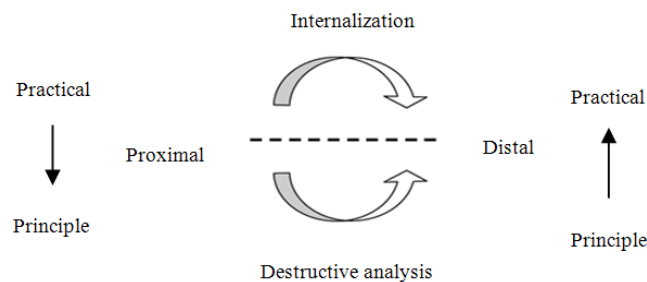 Internalization
Practical
Practical
Proximal
Distal
Principle
Principle
Destructive analysis